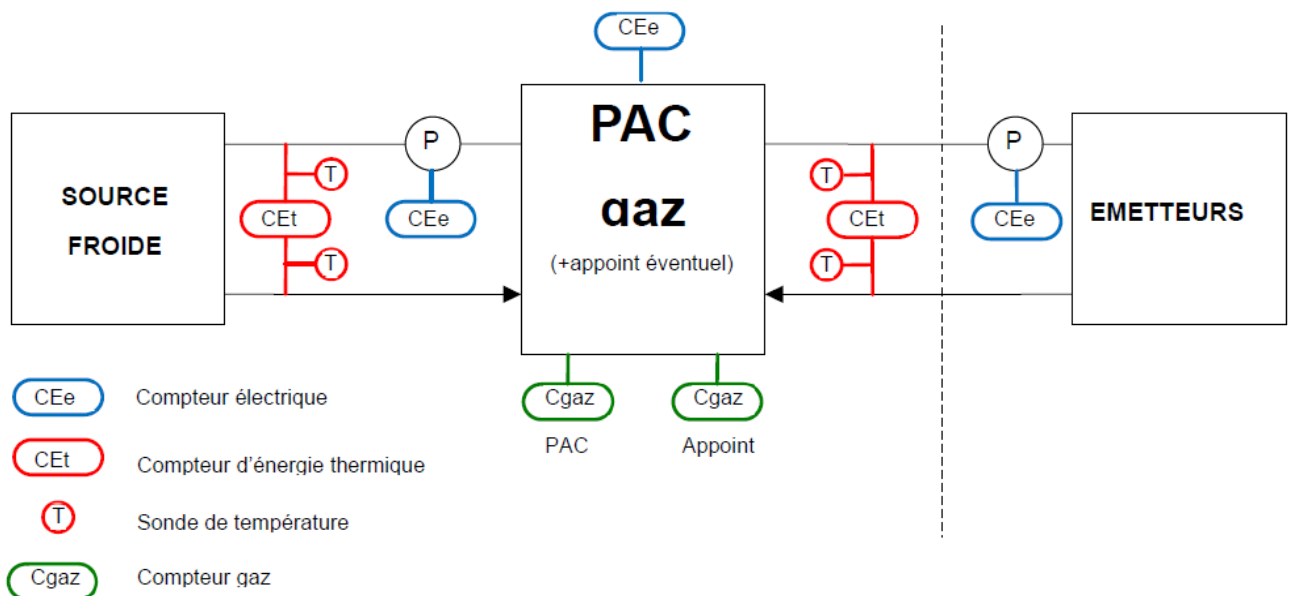 CEe
PAC
gaz
(+appoint éventuel)
SOURCE
FROIDE
P
P
T
CEt
T
CEe
T
CEt
T
CEe
EMETTEURS
Cgaz
Cgaz
PAC
Appoint
CEe
Compteur électrique
CEt
Compteur d'énergie thermique
T
Sonde de température
Cgaz
Compteur gaz